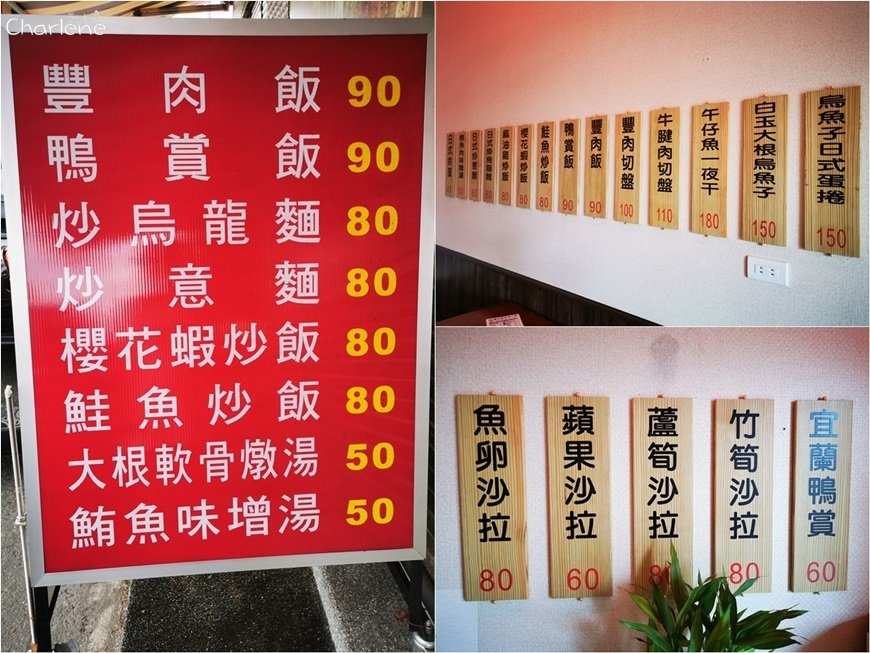 Charlene
豐肉飯 90
鴨賞飯 90
炒烏龍麵 80
炒意麵 80
櫻花蝦炒飯 80
鮭魚炒飯 80
大根軟骨燉湯 50
鮪魚味增湯 50
烏魚子日式蛋捲 150
白玉大根烏魚子 150
午仔魚一夜干 180
牛腱肉切盤 110
豐肉切盤 100
豐肉飯 90
鴨賞飯 90
鮭魚炒飯 80
櫻花蝦炒飯 80
麻油雞炒飯
魚卵沙拉 80
蘋果沙拉 60
蘆筍沙拉 80
竹筍沙拉 80
宜蘭鴨賞 60